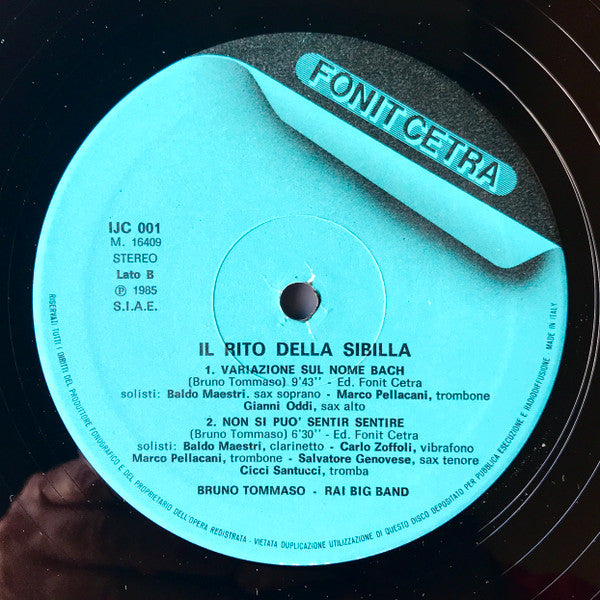 FONIT CETRA
IJC 001
M. 16409
STEREO
Lato B
Ⓟ 1985
S.I.A.E.
IL RITO DELLA SIBILLA
1. VARIAZIONE SUL NOME BACH
(Bruno Tommaso) 9'43'' - Ed. Fonit Cetra
solisti: Baldo Maestri, sax soprano - Marco Pellacani, trombone
Gianni Oddi, sax alto
2. NON SI PUO' SENTIR SENTIRE
(Bruno Tommaso) 6'30'' - Ed. Fonit Cetra
solisti: Baldo Maestri, clarinetto - Carlo Zoffoli, vibrafono
Marco Pellacani, trombone - Salvatore Genovese, sax tenore
Cicci Santucci, tromba
BRUNO TOMMASO - RAI BIG BAND
RISERVATI TUTTI I DIRITTI DEL PRODUTTORE FONOGRAFICO E DEL PROPRIETARIO DELL'OPERA REGISTRATA - VIETATA DUPLICAZIONE UTILIZZAZIONE DI QUESTO DISCO DEPOSITATO PER PUBBLICA ESECUZIONE E RADIODIFFUSIONE MADE IN ITALY